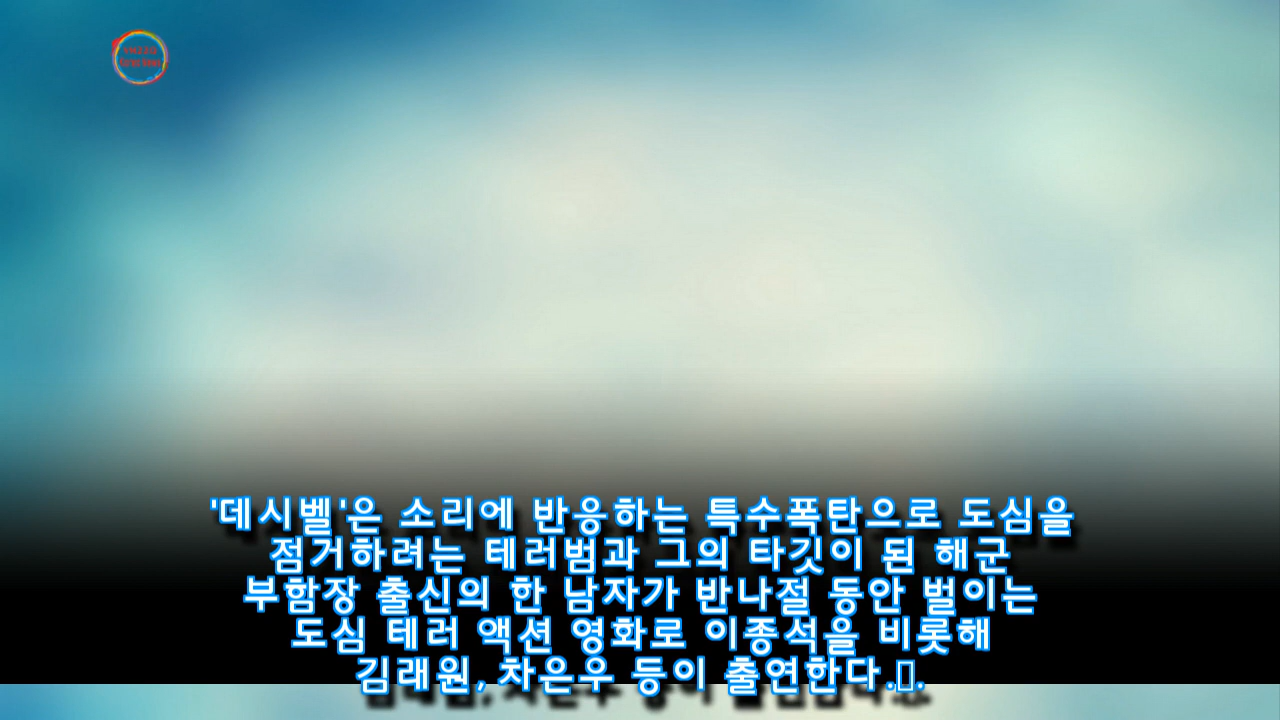 '데시벨'은 소리에 반응하는 특수폭탄으로 도심을
점거하려는 테러범과 그의 타깃이 된 해군
부함장 출신의 한 남자가 반나절 동안 벌이는
도심 테러 액션 영화로 이종석을 비롯해
김래원, 차은우 등이 출연한다.▯.